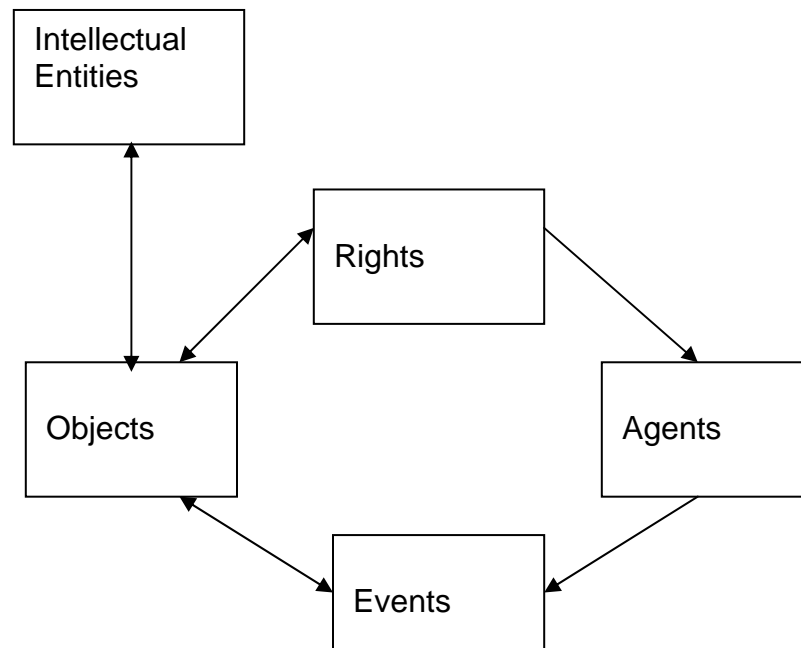 Intellectual
Entities
Rights
Objects
Agents
Events